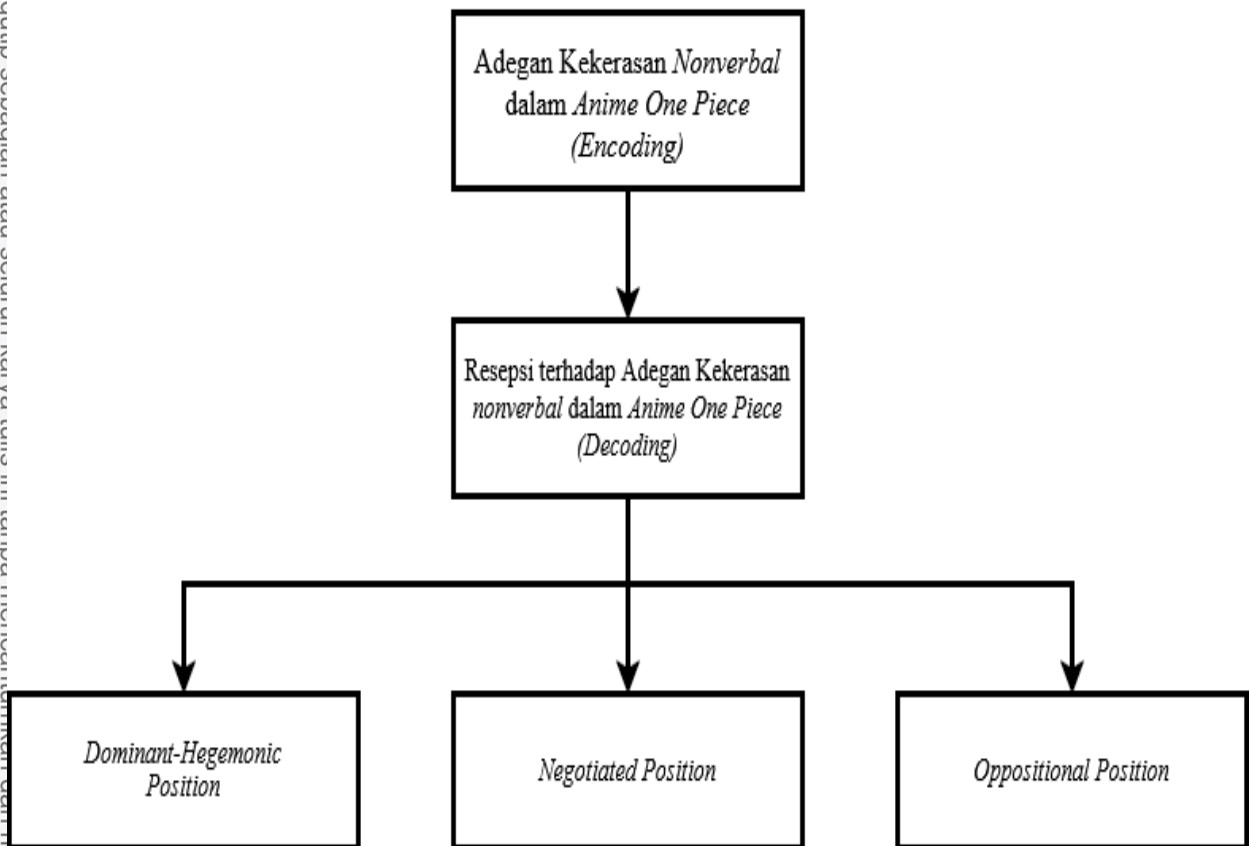 Adegan Kekerasan Nonverbal
dalam Anime One Piece
(Encoding)
Resepsi terhadap Adegan Kekerasan
nonverbal dalam Anime One Piece
(Decoding)
Dominant-Hegemonic
Position
Negotiated Position
Oppositional Position